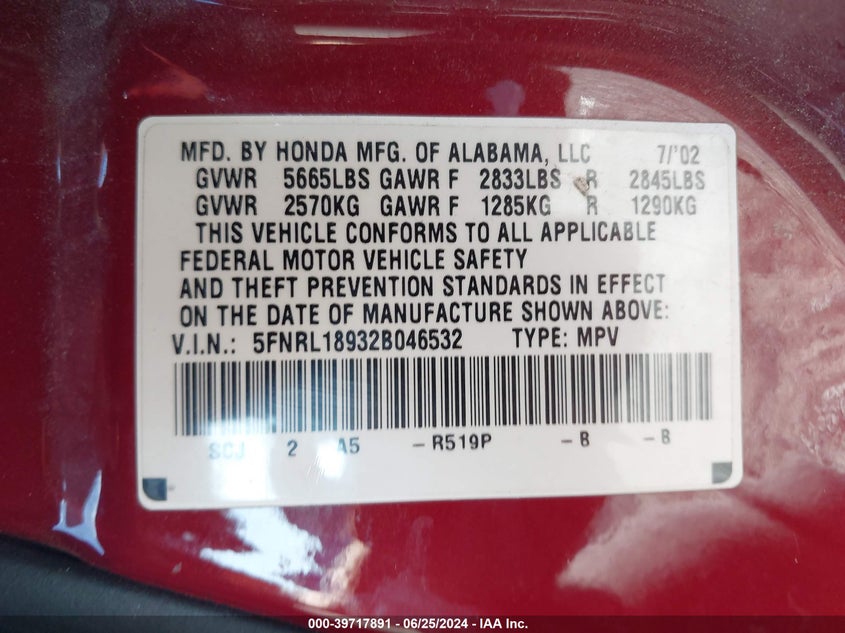 MFD. BY HONDA MFG. OF ALABAMA, LLC 7/'02
GVWR 5665LBS GAWR F 2833LBS R 2845LBS
GVWR 2570KG GAWR F 1285KG R 1290KG
THIS VEHICLE CONFORMS TO ALL APPLICABLE
FEDERAL MOTOR VEHICLE SAFETY
AND THEFT PREVENTION STANDARDS IN EFFECT
ON THE DATE OF MANUFACTURE SHOWN ABOVE:
V.I.N.: 5FNRL18932B046532 TYPE: MPV
SCJ 2 A5 -R519P -B -B
000-39717891 - 06/25/2024 - IAA Inc.